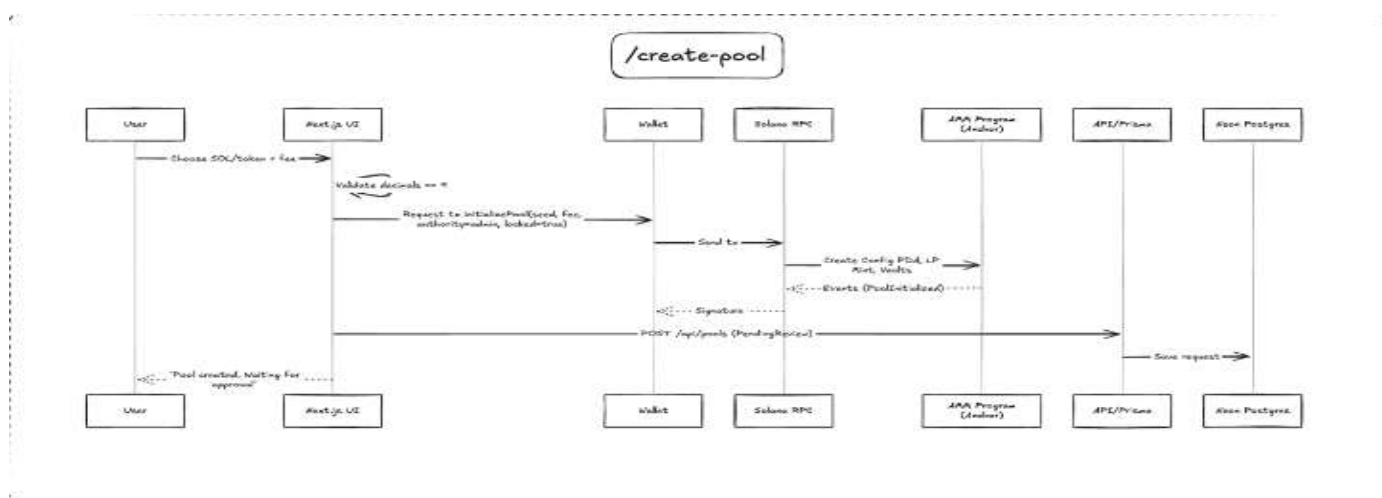 /create-pool
User
Next.js UI
Wallet
Solana RPC
AMM Program
(Anchor)
API/Prisma
Neon Postgres
Choose SOL/token + fee
Validate decimals ==
Request to InitializePool(seed, fee,
authority=admin, locked=true)
Send tx
Create Config PDA, LP
Mint, Vaults
Events (PoolInitialized)
Signature
POST /api/pools (PendingReview)
Save request
"Pool created, Waiting for
approval"
User
Next.js UI
Wallet
Solana RPC
AMM Program
(Anchor)
API/Prisma
Neon Postgres